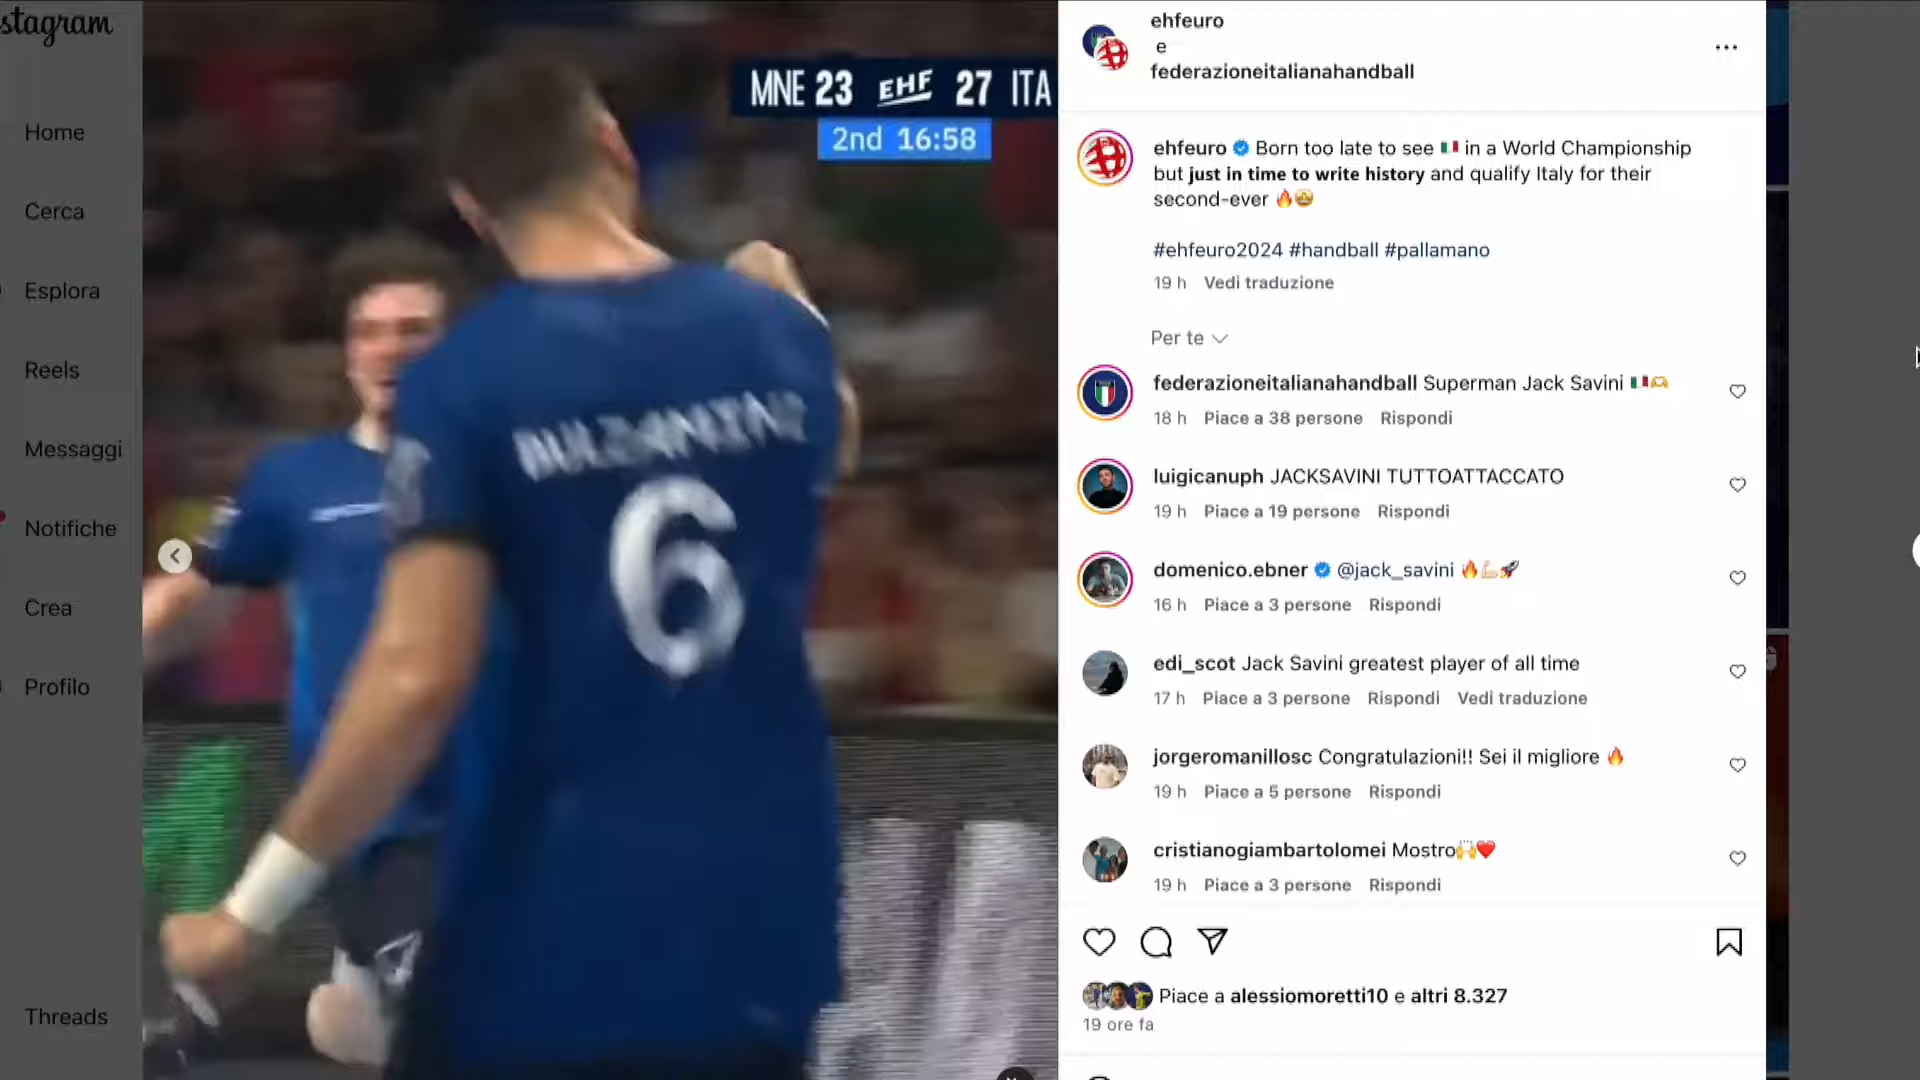 stagram
Home
Cerca
Esplora
Reels
Messaggi
Notifiche
Crea
Profilo
Threads
MNE 23 EHF 27 ITA
2nd 16:58
6
ehfeuro
e
federazioneitalianahandball
ehfeuro Born too late to see 🇮🇹 in a World Championship
but just in time to write history and qualify Italy for their
second-ever 🔥🤩
#ehfeuro2024 #handball #pallamano
19 h Vedi traduzione
Per te
federazioneitalianahandball Superman Jack Savini 🇮🇹🫶
18 h Piace a 38 persone Rispondi
luigicanuph JACKSAVINI TUTTOATTACCATO
19 h Piace a 19 persone Rispondi
domenico.ebner @jack_savini 🔥💪🏻🚀
16 h Piace a 3 persone Rispondi
edi_scot Jack Savini greatest player of all time
17 h Piace a 3 persone Rispondi Vedi traduzione
jorgeromanillosc Congratulazioni!! Sei il migliore 🔥
19 h Piace a 5 persone Rispondi
cristianogiambartolomei Mostro🙌❤️
19 h Piace a 3 persone Rispondi
Piace a alessiomoretti10 e altri 8.327
19 ore fa